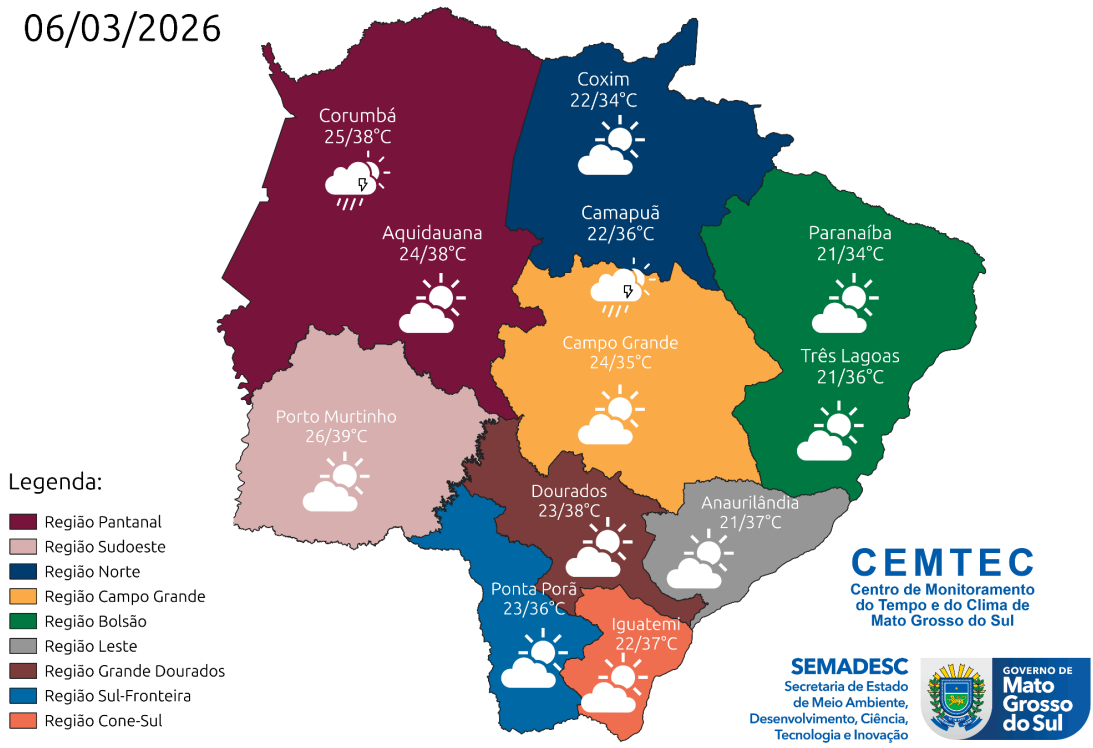 06/03/2026
Coxim
22/34°C
Corumbá
25/38°C
Camapuã
22/36°C
Aquidauana
24/38°C
Paranaíba
21/34°C
Campo Grande
24/35°C
Três Lagoas
21/36°C
Porto Murtinho
26/39°C
Dourados
23/38°C
Anaurilândia
21/37°C
Ponta Porã
23/36°C
Iguatemi
22/37°C
Legenda:
Região Pantanal
Região Sudoeste
Região Norte
Região Campo Grande
Região Bolsão
Região Leste
Região Grande Dourados
Região Sul-Fronteira
Região Cone-Sul
CEMTEC
Centro de Monitoramento
do Tempo e do Clima de
Mato Grosso do Sul
SEMADESC
Secretaria de Estado
de Meio Ambiente,
Desenvolvimento, Ciência,
Tecnologia e Inovação
GOVERNO DE
Mato
Grosso
do Sul